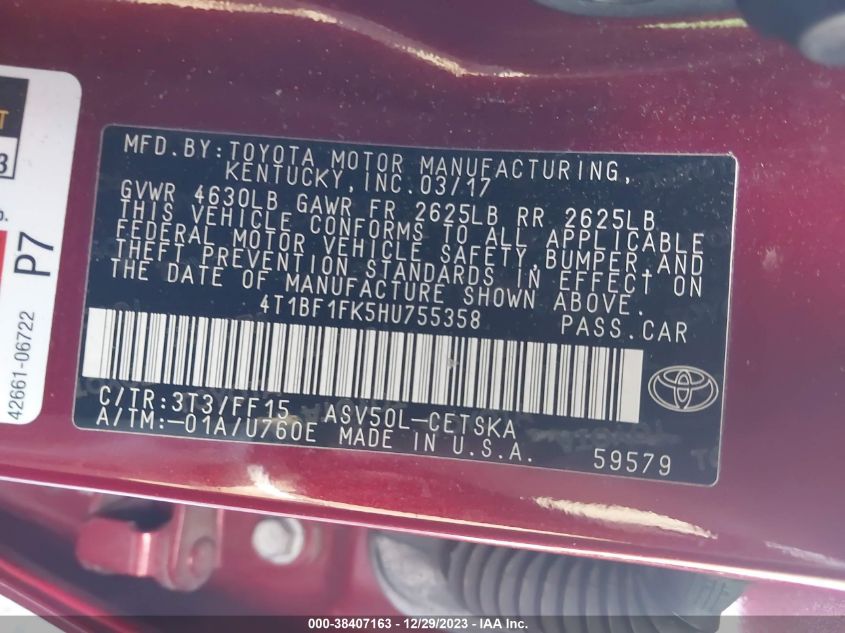 MFD.BY:TOYOTA MOTOR MANUFACTURING,
KENTUCKY, INC.03/17
GVWR 4630LB GAWR FR 2625LB RR 2625LB
THIS VEHICLE CONFORMS TO ALL APPLICABLE
FEDERAL MOTOR VEHICLE SAFETY, BUMPER, AND
THEFT PREVENTION STANDARDS IN EFFECT ON
THE DATE OF MANUFACTURE SHOWN ABOVE.
4T1BF1FK5HU755358 PASS.CAR
C/TR:3T3/FF15 ASV50L-CETSKA
A/TM:-01A/U760E MADE IN U.S.A.
59579
P7
42661-06722
000-38407163 - 12/29/2023 - IAA Inc.